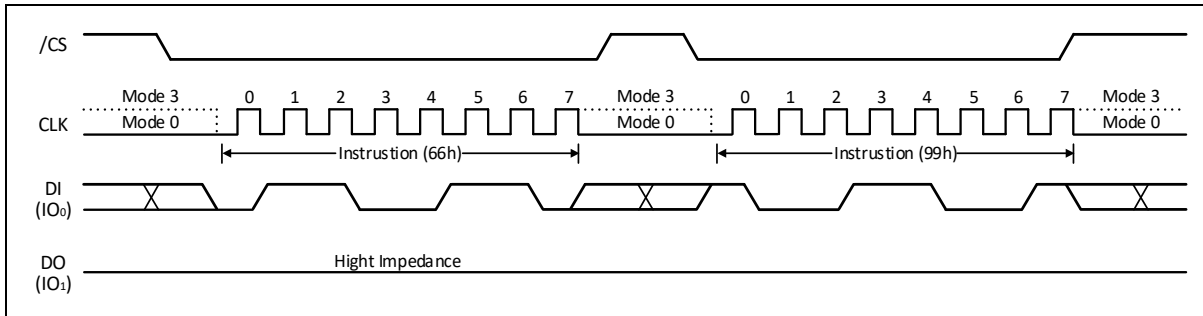 /CS
Mode 3 0 1 2 3 4 5 6 7 Mode 3 0 1 2 3 4 5 6 7 Mode 3
CLK Mode 0 Mode 0 Mode 0
Instrustion (66h) Instrustion (99h)
DI
(IO₀)
Hight Impedance
DO
(IO₁)